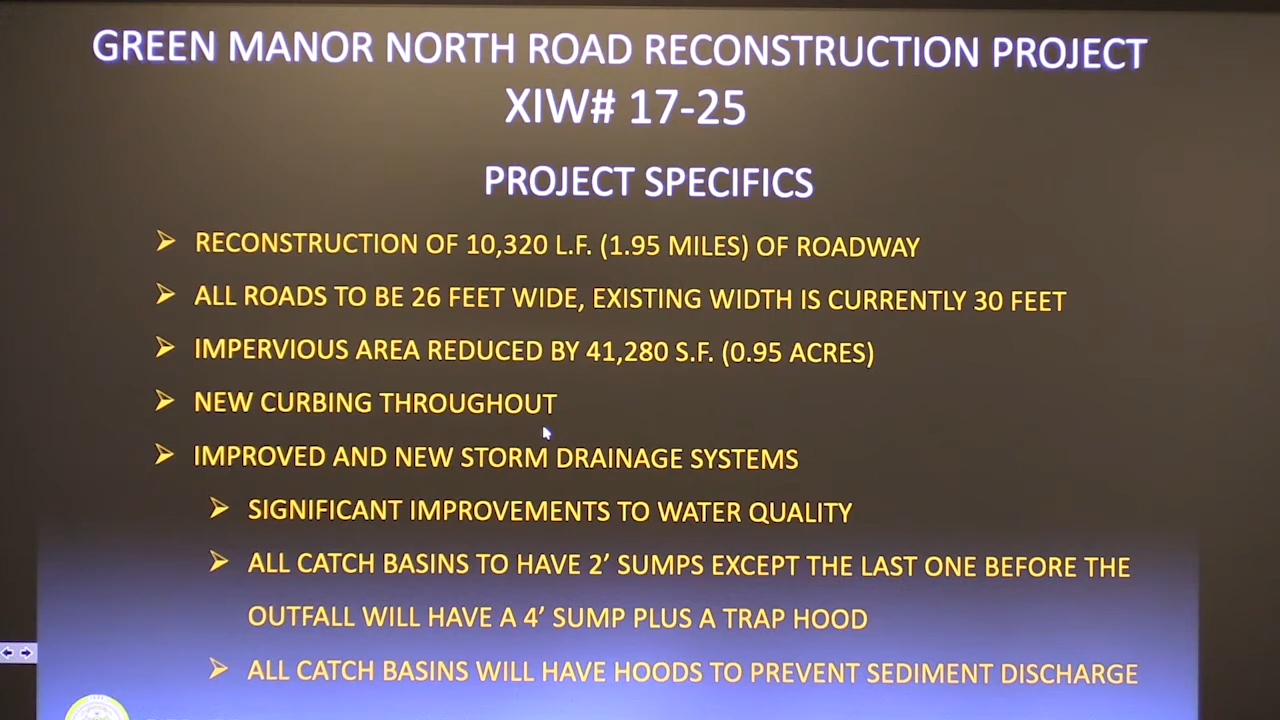 GREEN MANOR NORTH ROAD RECONSTRUCTION PROJECT
XIW# 17-25
PROJECT SPECIFICS
RECONSTRUCTION OF 10,320 L.F. (1.95 MILES) OF ROADWAY
ALL ROADS TO BE 26 FEET WIDE, EXISTING WIDTH IS CURRENTLY 30 FEET
IMPERVIOUS AREA REDUCED BY 41,280 S.F. (0.95 ACRES)
NEW CURBING THROUGHOUT
IMPROVED AND NEW STORM DRAINAGE SYSTEMS
SIGNIFICANT IMPROVEMENTS TO WATER QUALITY
ALL CATCH BASINS TO HAVE 2’ SUMPS EXCEPT THE LAST ONE BEFORE THE
OUTFALL WILL HAVE A 4’ SUMP PLUS A TRAP HOOD
ALL CATCH BASINS WILL HAVE HOODS TO PREVENT SEDIMENT DISCHARGE